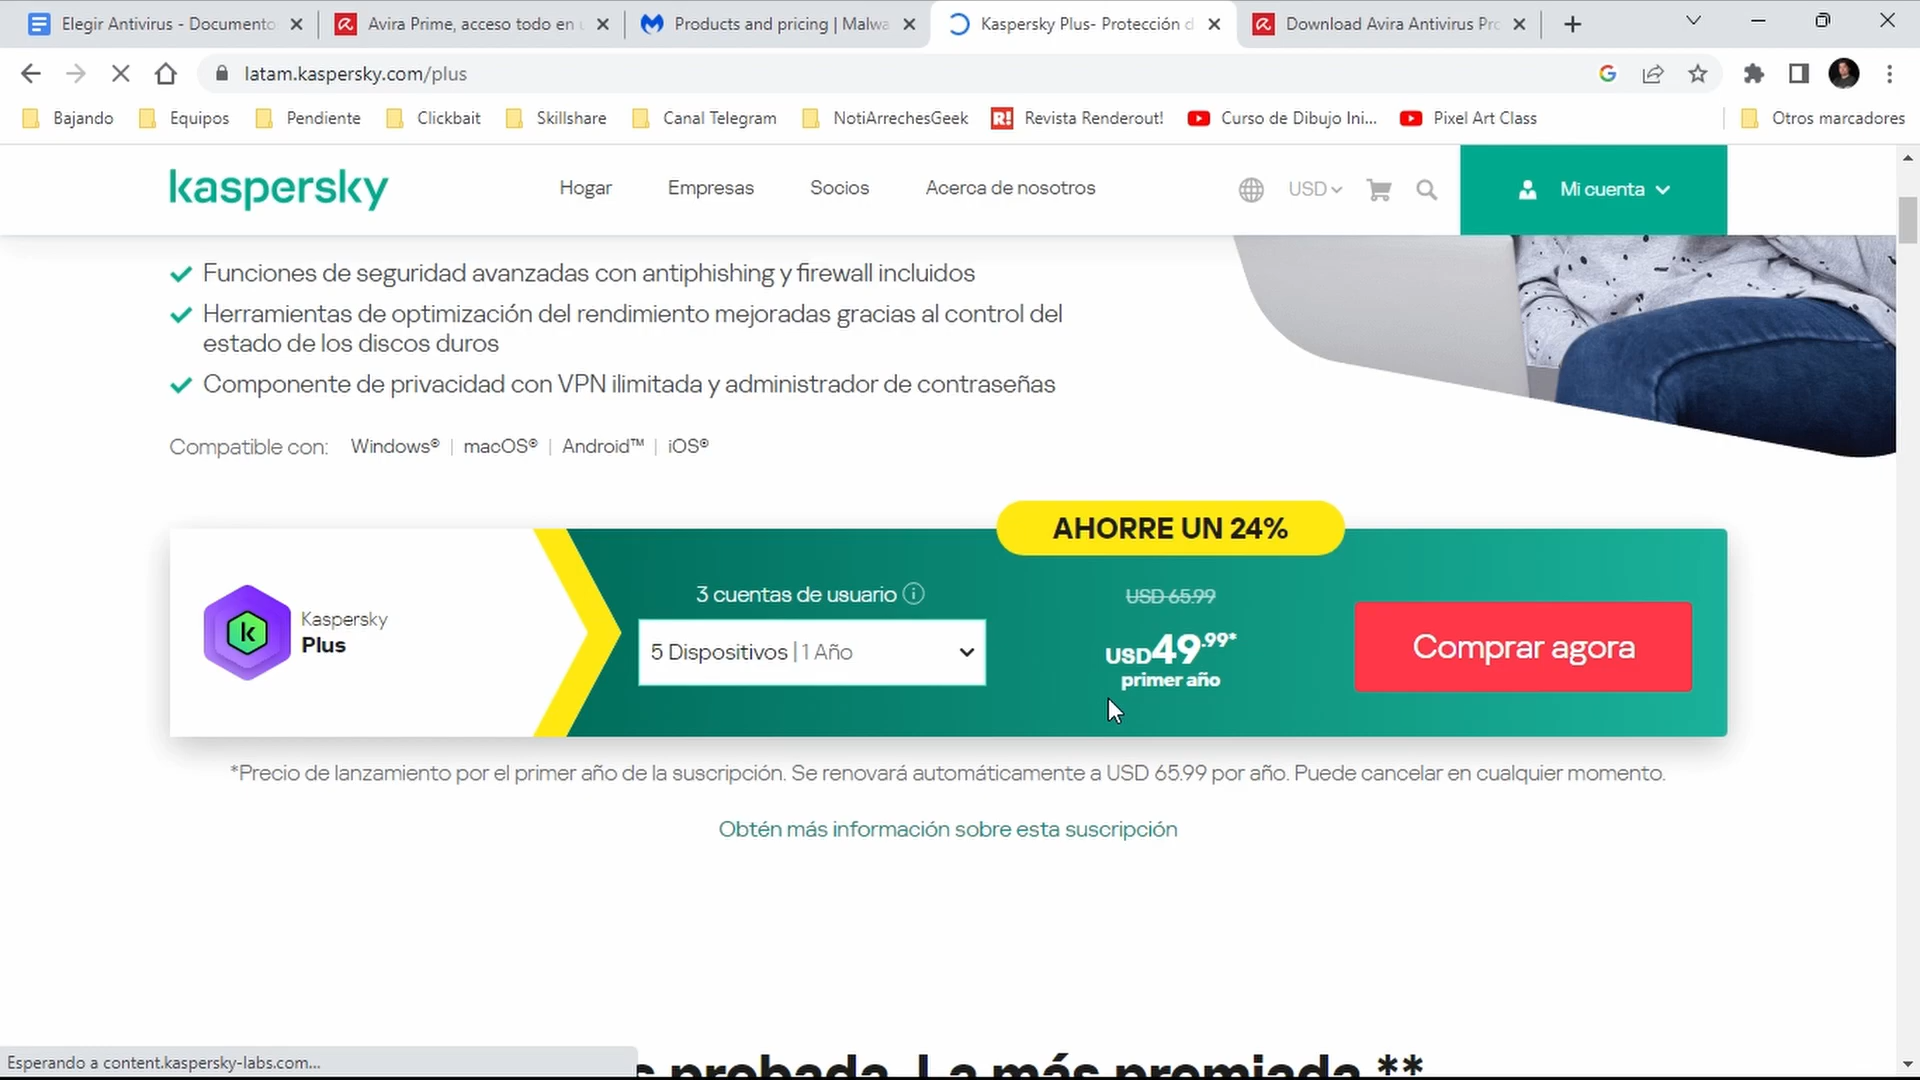 Elegir Antivirus - Documento
Avira Prime, acceso todo en
Products and pricing | Malwa
Kaspersky Plus- Protección d
Download Avira Antivirus Pro
latam.kaspersky.com/plus
Bajando
Equipos
Pendiente
Clickbait
Skillshare
Canal Telegram
NotiArrechesGeek
R!
Revista Renderout!
Curso de Dibujo Ini...
Pixel Art Class
Otros marcadores
kaspersky
Hogar
Empresas
Socios
Acerca de nosotros
USD
Mi cuenta
Funciones de seguridad avanzadas con antiphishing y firewall incluidos
Herramientas de optimización del rendimiento mejoradas gracias al control del
estado de los discos duros
Componente de privacidad con VPN ilimitada y administrador de contraseñas
Compatible con: Windows® | macOS® | Android™ | iOS®
AHORRE UN 24%
Kaspersky
Plus
3 cuentas de usuario
5 Dispositivos | 1 Año
USD 65.99
USD49.99*
primer año
Comprar agora
*Precio de lanzamiento por el primer año de la suscripción. Se renovará automáticamente a USD 65.99 por año. Puede cancelar en cualquier momento.
Obtén más información sobre esta suscripción
probada. La más premiada.**
Esperando a content.kaspersky-labs.com...